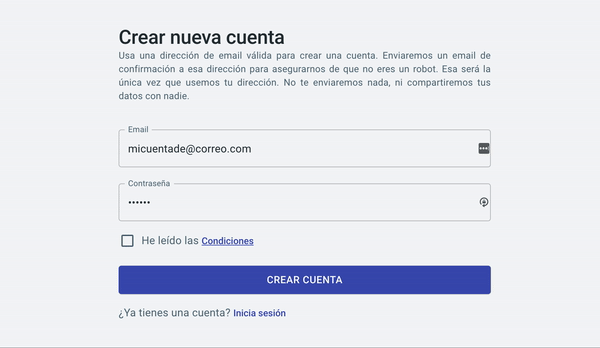 Crear nueva cuenta
Usa una dirección de email válida para crear una cuenta. Enviaremos un email de
confirmación a esa dirección para asegurarnos de que no eres un robot. Esa será la
única vez que usemos tu dirección. No te enviaremos nada, ni compartiremos tus
datos con nadie.
Email
micuentade@correo.com
Contraseña
••••••
He leído las Condiciones
CREAR CUENTA
¿Ya tienes una cuenta? Inicia sesión